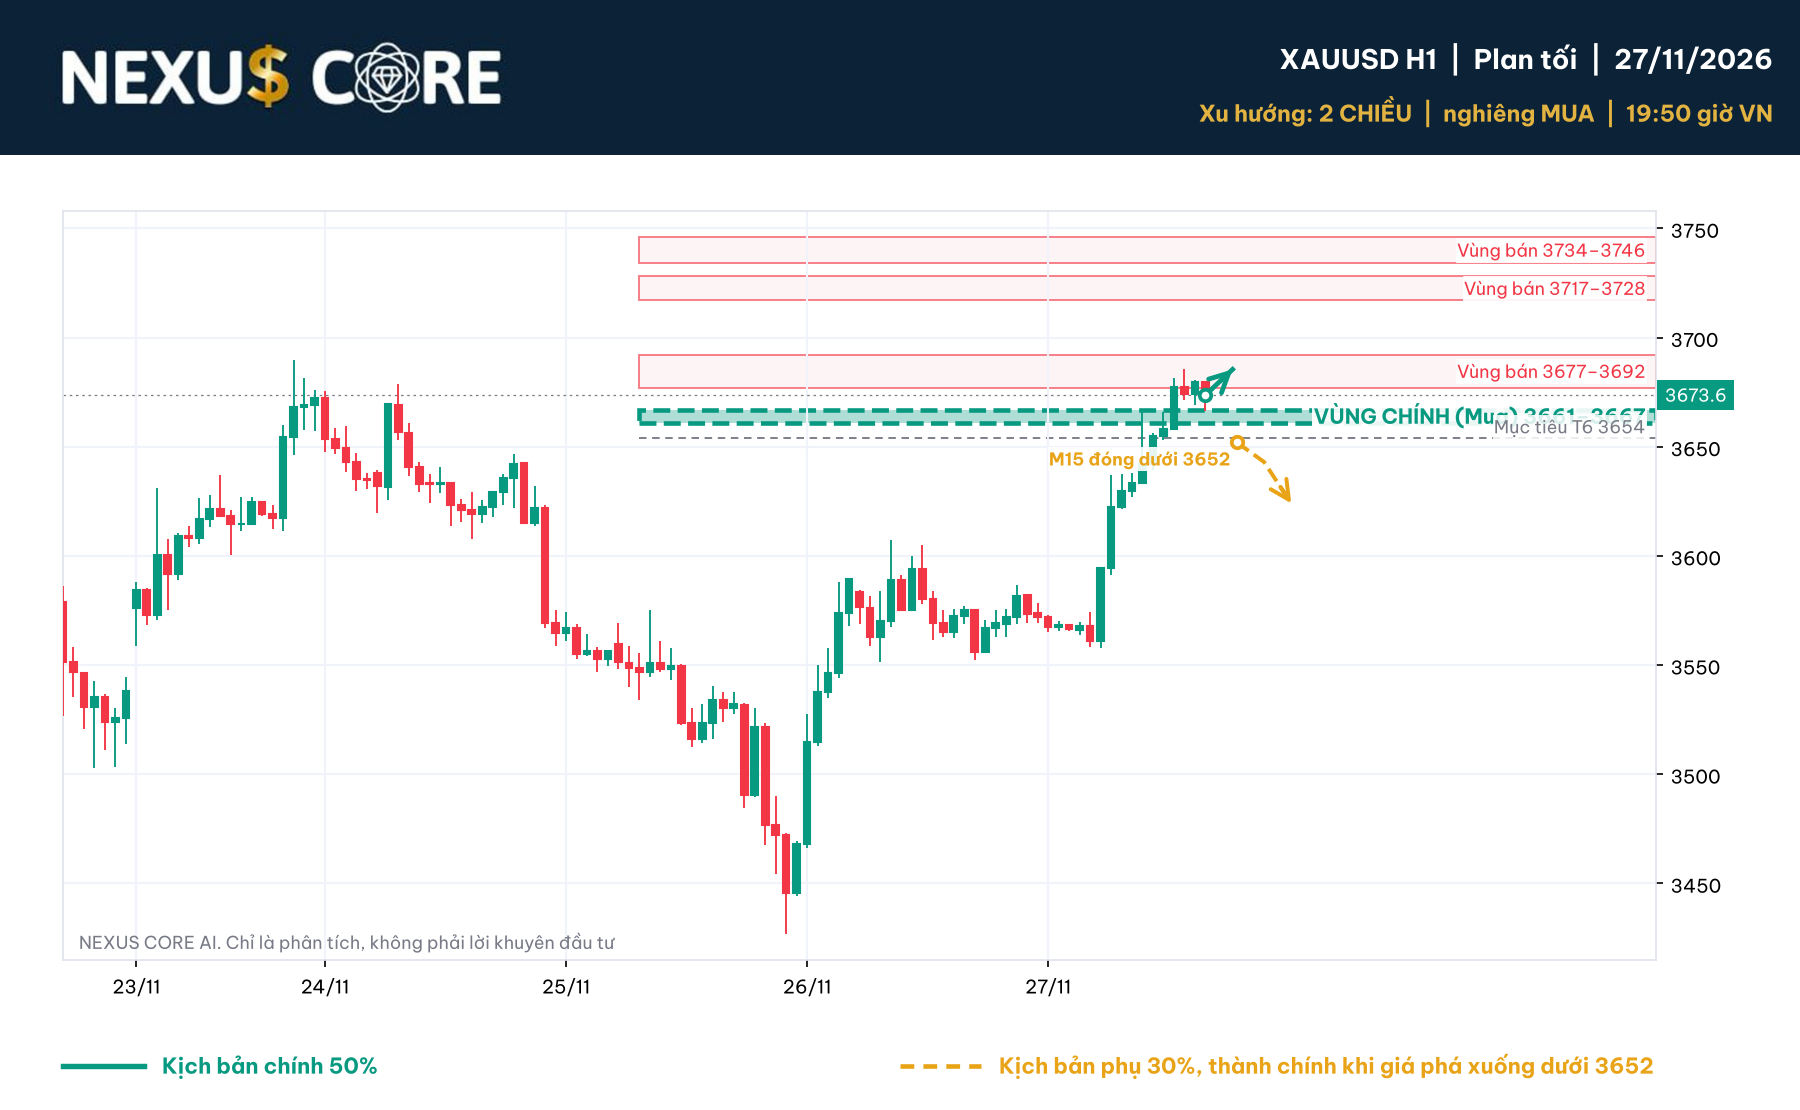 NEXU$ CORE
XAUUSD H1 | Plan tối | 27/11/2026
Xu hướng: 2 CHIỀU | nghiêng MUA | 19:50 giờ VN
3750
Vùng bán 3734–3746
Vùng bán 3717–3728
3700
Vùng bán 3677–3692
3673.6
VÙNG CHÍNH (Mua) 3661–3667
Mục tiêu T6 3654
3650
M15 đóng dưới 3652
3600
3550
3500
3450
NEXUS CORE AI. Chỉ là phân tích, không phải lời khuyên đầu tư
23/11 24/11 25/11 26/11 27/11
Kịch bản chính 50%
Kịch bản phụ 30%, thành chính khi giá phá xuống dưới 3652